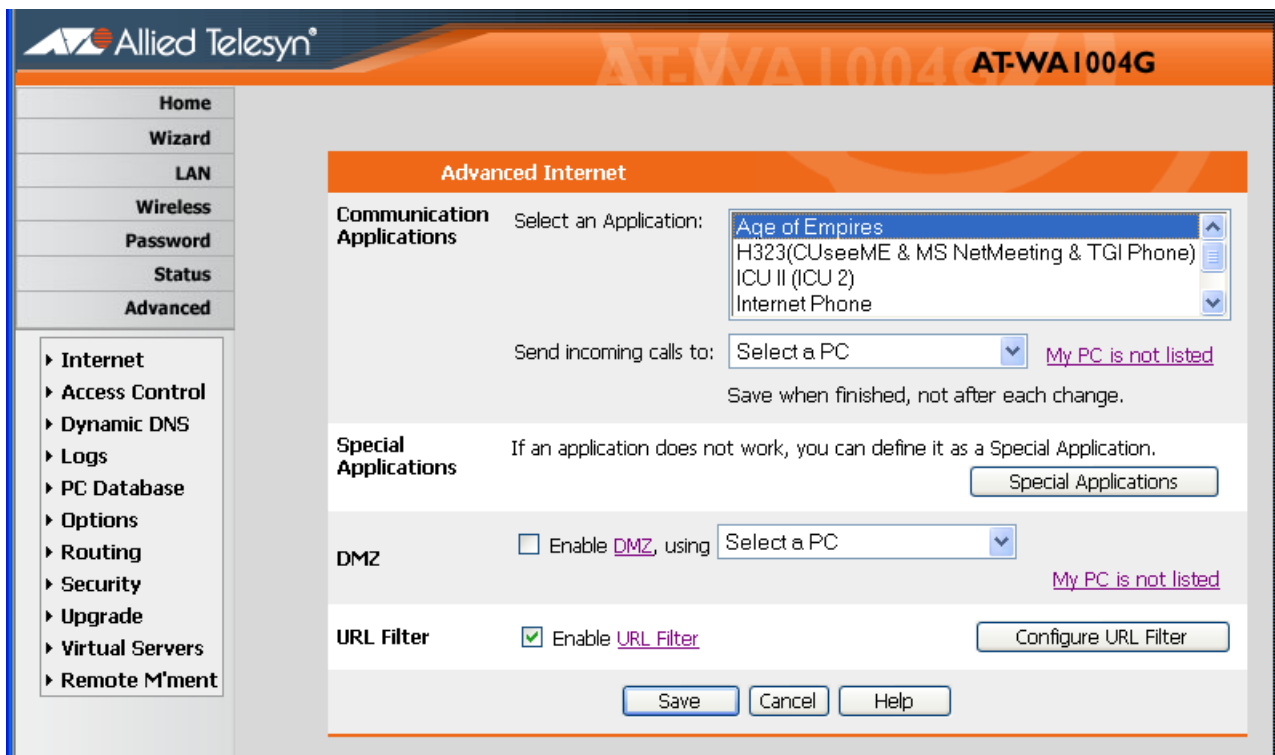 Allied Telesyn®
AT-WA1004G
AT-WA1004G
Home
Wizard
LAN
Wireless
Password
Status
Advanced
Internet
Access Control
Dynamic DNS
Logs
PC Database
Options
Routing
Security
Upgrade
Virtual Servers
Remote M'ment
Advanced Internet
Communication Applications
Select an Application:
Age of Empires
H323(CUseeME & MS NetMeeting & TGI Phone)
ICU II (ICU 2)
Internet Phone
Send incoming calls to:
Select a PC
My PC is not listed
Save when finished, not after each change.
Special Applications
If an application does not work, you can define it as a Special Application.
Special Applications
DMZ
Enable DMZ, using
Select a PC
My PC is not listed
URL Filter
Enable URL Filter
Configure URL Filter
Save
Cancel
Help